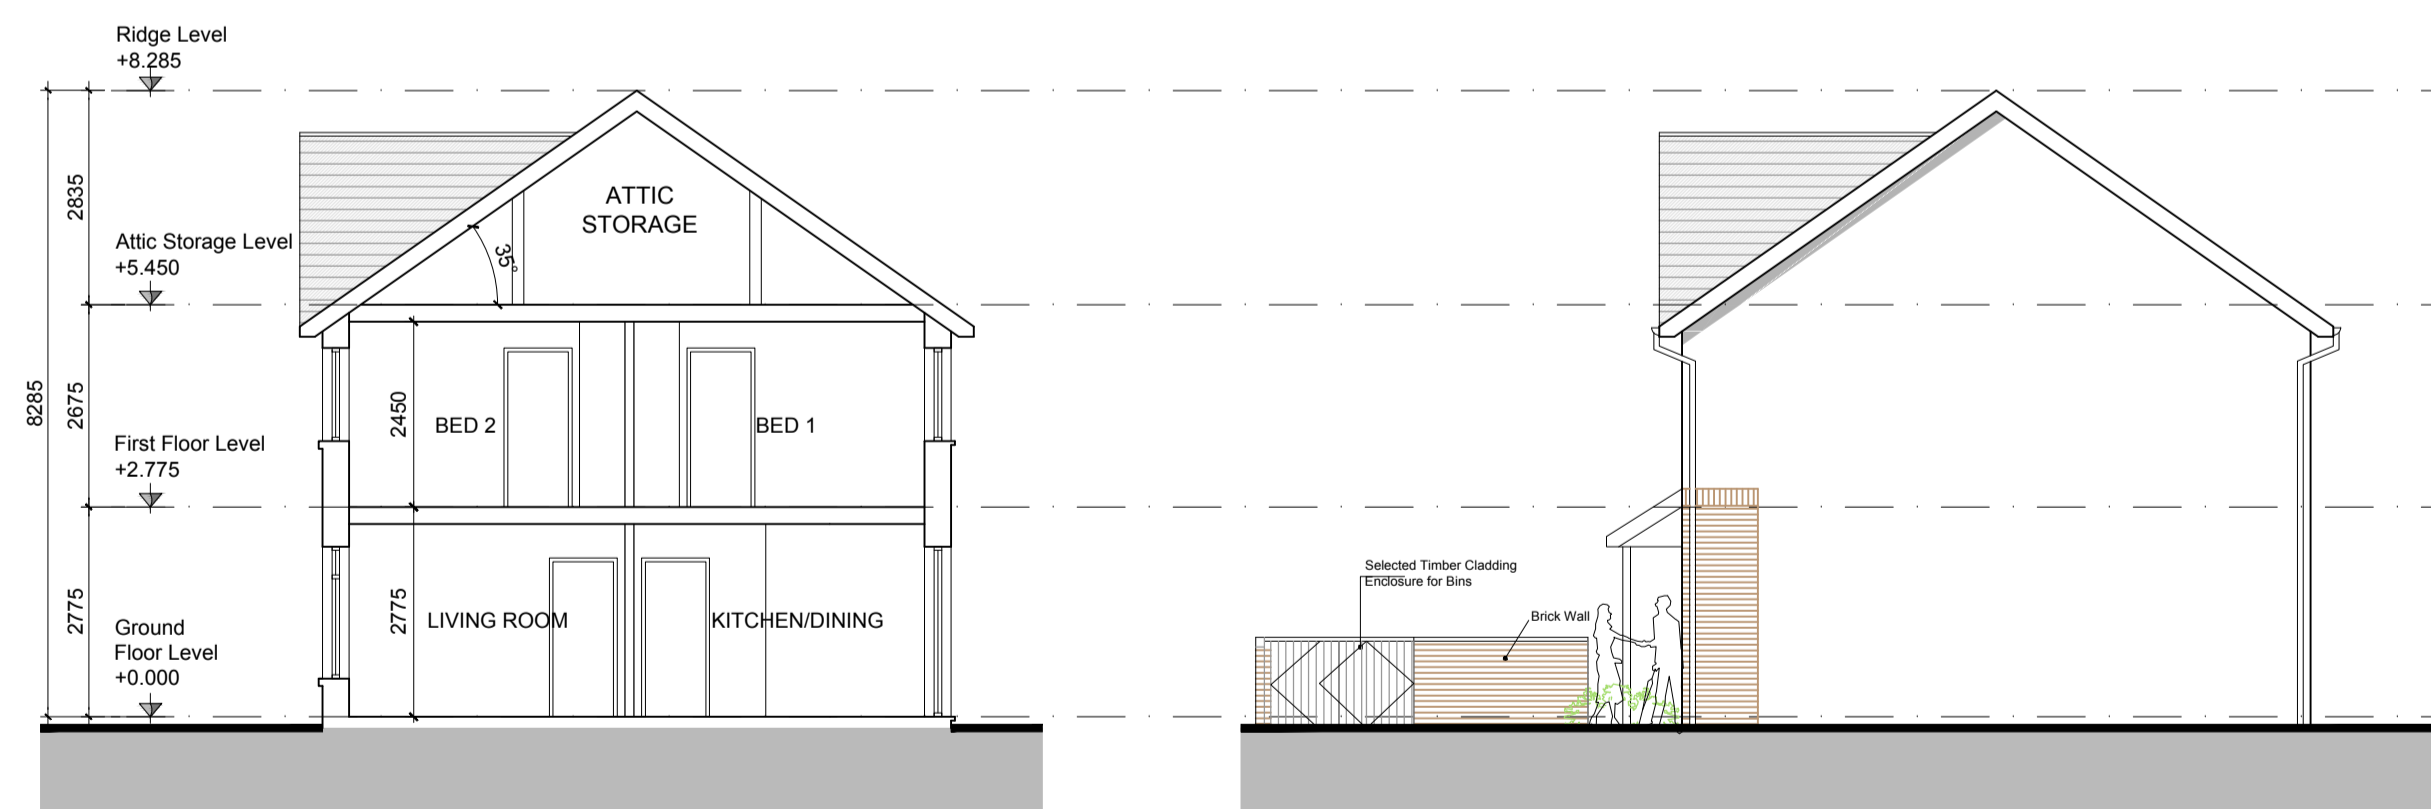 Ridge Level
+8.285
2835
ATTIC
STORAGE
35°
Attic Storage Level
+5.450
8285
2675
2450
BED 2
BED 1
First Floor Level
+2.775
2775
2775
LIVING ROOM
KITCHEN/DINING
Ground
Floor Level
+0.000
Selected Timber Cladding
Enclosure for Bins
Brick Wall